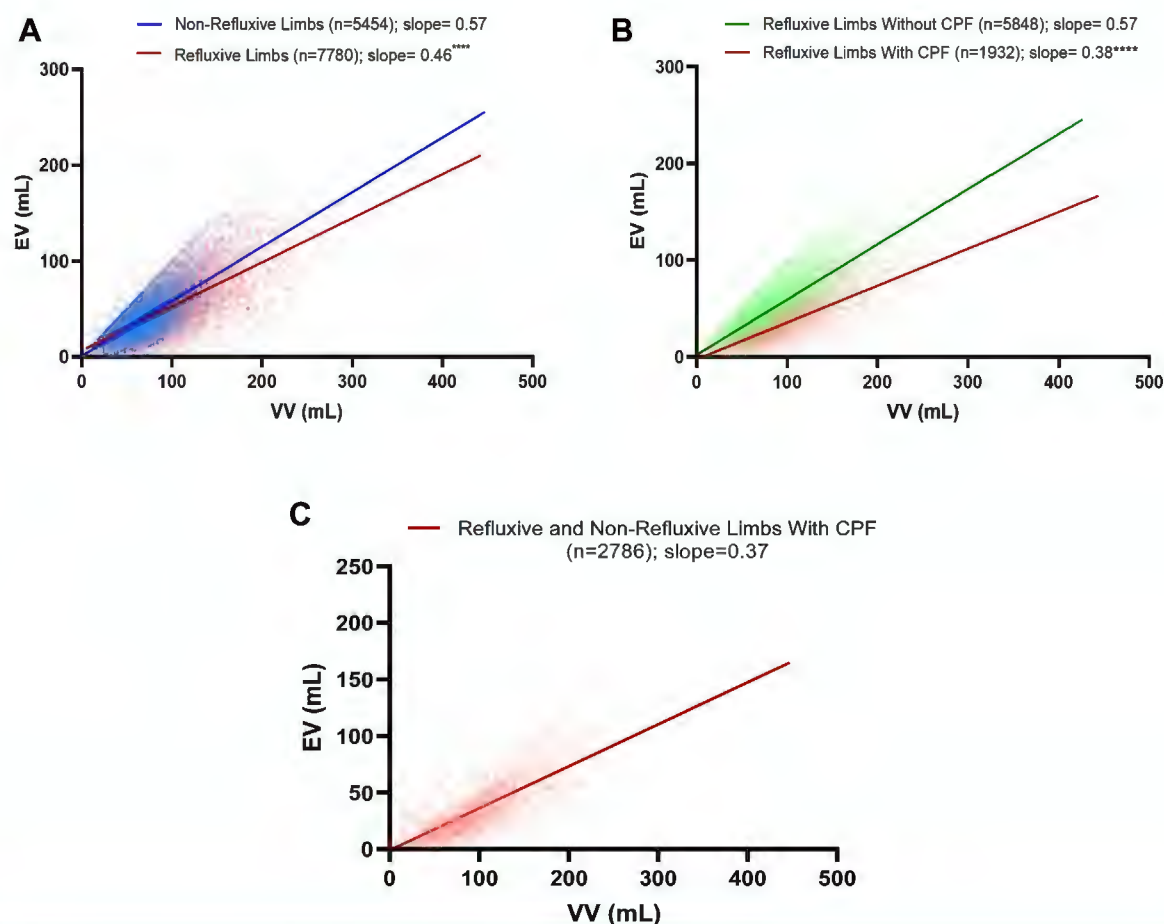 A
Non-Refluxive Limbs (n=5454); slope= 0.57
Refluxive Limbs (n=7780); slope= 0.46****
300
200
100
0
EV (mL)
0 100 200 300 400 500
VV (mL)
B
Refluxive Limbs Without CPF (n=5848); slope= 0.57
Refluxive Limbs With CPF (n=1932); slope= 0.38****
300
200
100
0
EV (mL)
0 100 200 300 400 500
VV (mL)
C
Refluxive and Non-Refluxive Limbs With CPF
(n=2786); slope=0.37
250
200
150
100
50
0
EV (mL)
0 100 200 300 400 500
VV (mL)